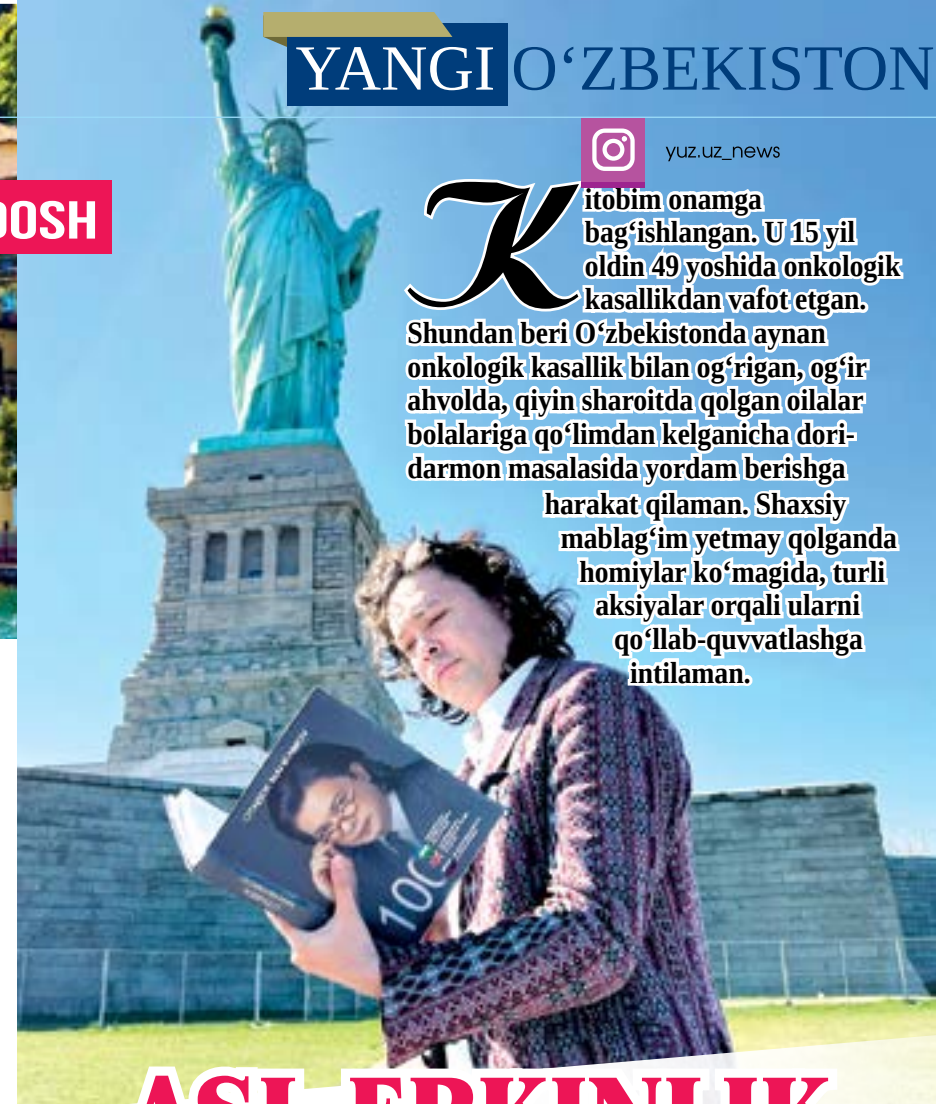 YANGI O‘ZBEKISTON
yuz.uz_news
OOSH
Kitobim onamga
bag‘ishlangan. U 15 yil
oldin 49 yoshida onkologik
kasallikdan vafot etgan.
Shundan beri O‘zbekistonda aynan
onkologik kasallik bilan og‘rigan, og‘ir
ahvolda, qiyin sharoitda qolgan oilalar
bolalariga qo‘limdan kelganicha dori-
darmon masalasida yordam berishga
harakat qilaman. Shaxsiy
mablag‘im yetmay qolganda
homiylar ko‘magida, turli
aksiyalar orqali ularni
qo‘llab-quvvatlashga
intilaman.
100
ASL ERKINLIK